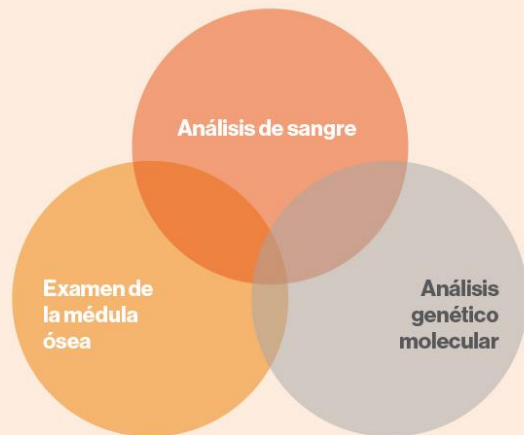 Análisis de sangre
Examen de
la médula
ósea
Análisis
genético
molecular